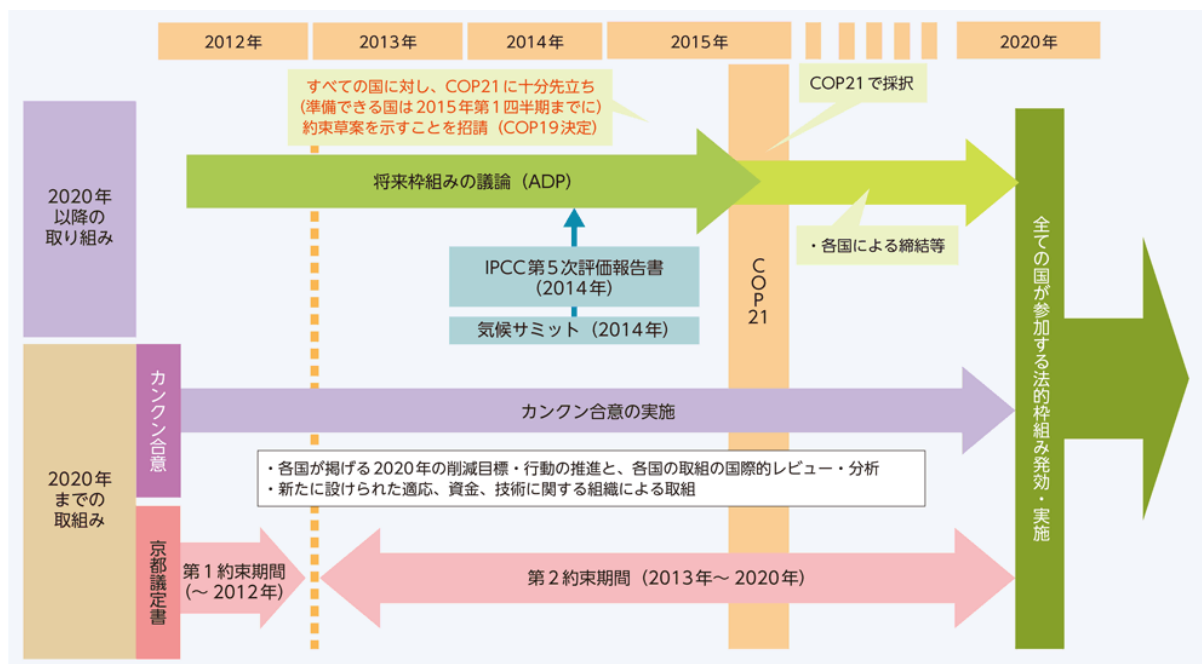 2012年
2013年
2014年
2015年
2020年
すべての国に対し、COP21に十分先立ち
(準備できる国は2015年第1四半期までに)
約束草案を示すことを招請（COP19決定）
COP21で採択
2020年
以降の
取り組み
将来枠組みの議論（ADP）
・各国による締結等
IPCC第5次評価報告書
（2014年）
気候サミット（2014年）
COP21
全ての国が参加する法的枠組み発効・実施
2020年
までの
取組み
カンクン合意
カンクン合意の実施
・各国が掲げる2020年の削減目標・行動の推進と、各国の取組の国際的レビュー・分析
・新たに設けられた適応、資金、技術に関する組織による取組
京都議定書
第1約束期間
（～2012年）
第2約束期間（2013年～2020年）